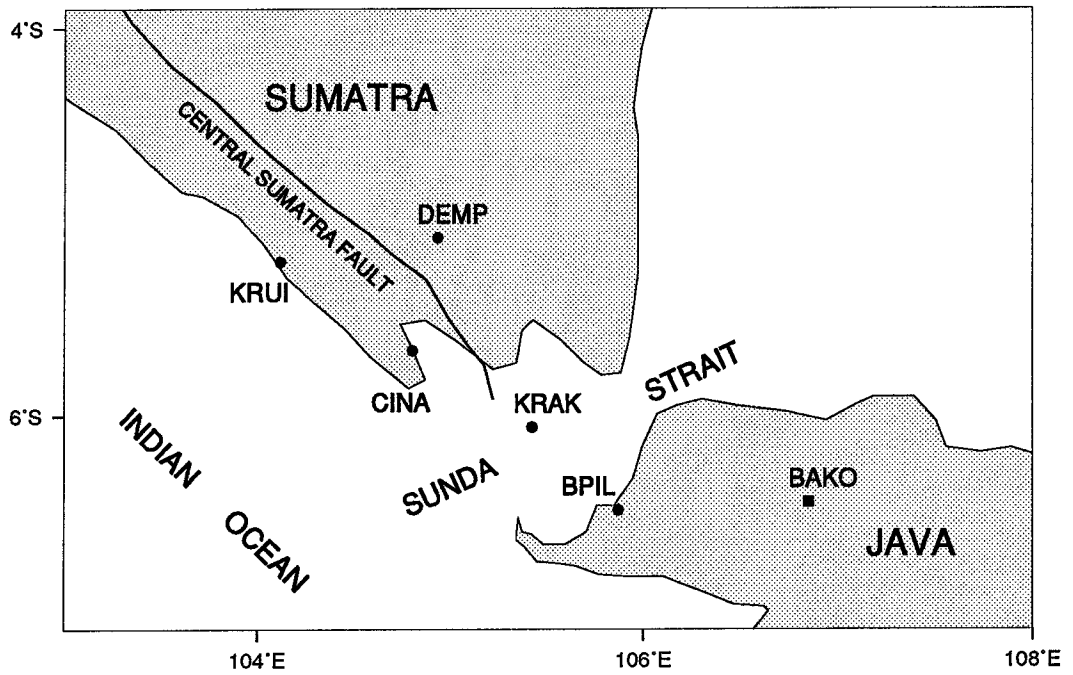 4°S
SUMATRA
CENTRAL SUMATRA FAULT
DEMP
KRUI
STRAIT
CINA
KRAK
6°S
INDIAN
SUNDA
BPIL
BAKO
OCEAN
JAVA
104°E
106°E
108°E